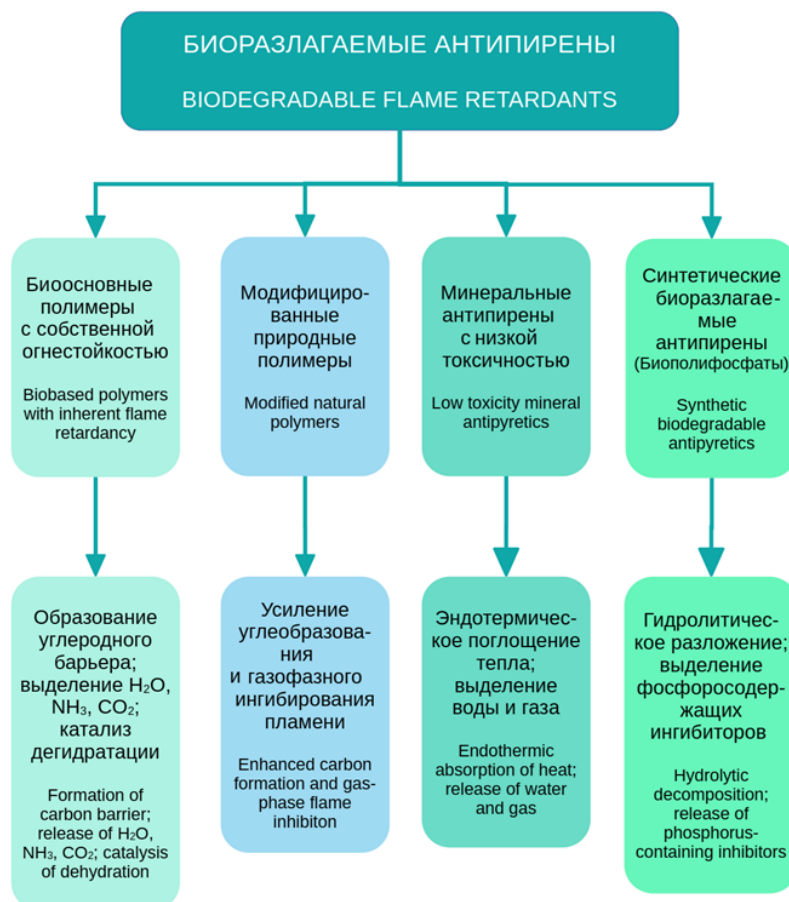 БИОРАЗЛАГАЕМЫЕ АНТИПИРЕНЫ
BIODEGRADABLE FLAME RETARDANTS
Биоосновные
полимеры
с собственной
огнестойкостью
Biobased polymers
with inherent flame
retardancy
Модифициро-
ванные
природные
полимеры
Modified natural
polymers
Минеральные
антипирены
с низкой
токсичностью
Low toxicity mineral
antipyretics
Синтетические
биоразлагае-
мые
антипирены
(Биополифосфаты)
Synthetic
biodegradable
antipyretics
Образование
углеродного
барьера;
выделение H₂O,
NH₃, CO₂;
катализ
дегидратации
Formation of
carbon barrier;
release of H₂O,
NH₃, CO₂; catalysis
of dehydration
Усиление
углеобразова-
ния
и газофазного
ингибирования
пламени
Enhanced carbon
formation and gas-
phase flame
inhibiton
Эндотермичес-
кое поглощение
тепла;
выделение
воды и газа
Endothermic
absorption of heat;
release of water
and gas
Гидролитичес-
кое разложение;
выделение
фосфоросодер-
жащих
ингибиторов
Hydrolytic
decomposition;
release of
phosphorus-
containing inhibitors